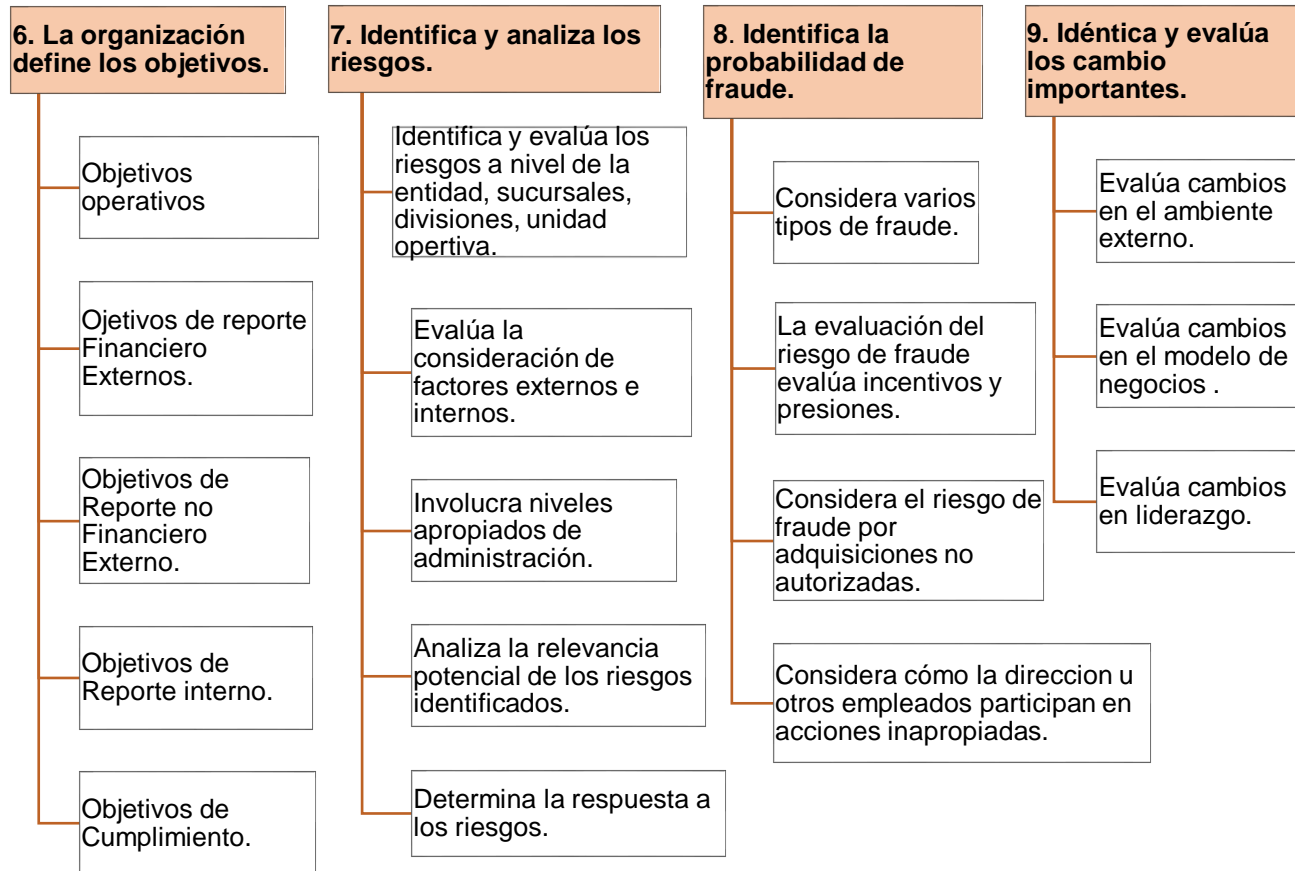 6. La organización
define los objetivos.
Objetivos
operativos
Ojetivos de reporte
Financiero
Externos.
Objetivos de
Reporte no
Financiero
Externo.
Objetivos de
Reporte interno.
Objetivos de
Cumplimiento.
7. Identifica y analiza los
riesgos.
Identifica y evalúa los
riesgos a nivel de la
entidad, sucursales,
divisiones, unidad
opertiva.
Evalúa la
consideración de
factores externos e
internos.
Involucra niveles
apropiados de
administración.
Analiza la relevancia
potencial de los riesgos
identificados.
Determina la respuesta a
los riesgos.
8. Identifica la
probabilidad de
fraude.
Considera varios
tipos de fraude.
La evaluación del
riesgo de fraude
evalúa incentivos y
presiones.
Considera el riesgo de
fraude por
adquisiciones no
autorizadas.
Considera cómo la direccion u
otros empleados participan en
acciones inapropiadas.
9. Idéntica y evalúa
los cambio
importantes.
Evalúa cambios
en el ambiente
externo.
Evalúa cambios
en el modelo de
negocios .
Evalúa cambios
en liderazgo.